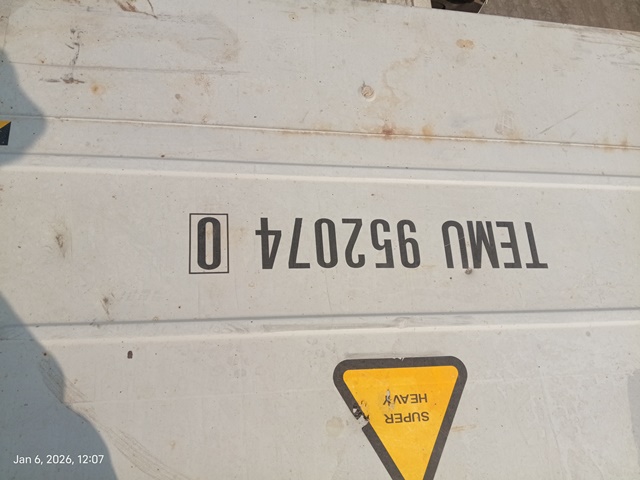 TEMU 952074 0
SUPER
HEAVY
Jan 6, 2026, 12:07